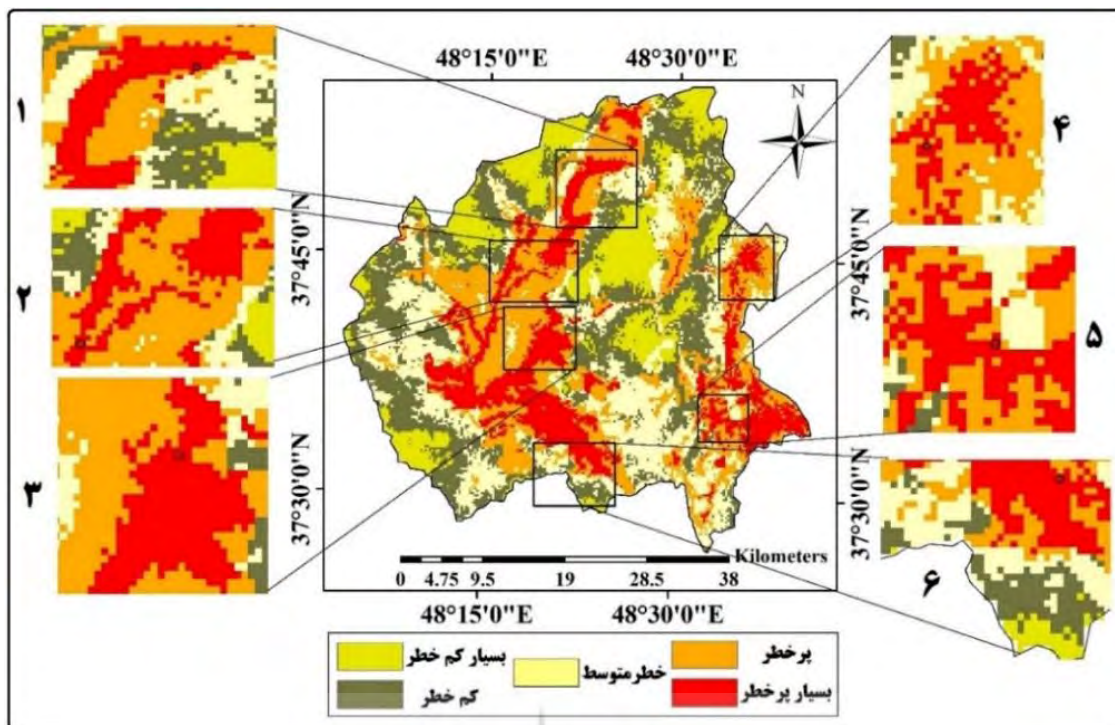 48°15'0"E 48°30'0"E
N
۱
۲
۳
۴
۵
۶
37°45'0"N
37°30'0"N
37°45'0"N
37°30'0"N
Kilometers
0 4.75 9.5 19 28.5 38
48°15'0"E 48°30'0"E
بسیار کم خطر
کم خطر
خطر متوسط
پرخطر
بسیار پرخطر